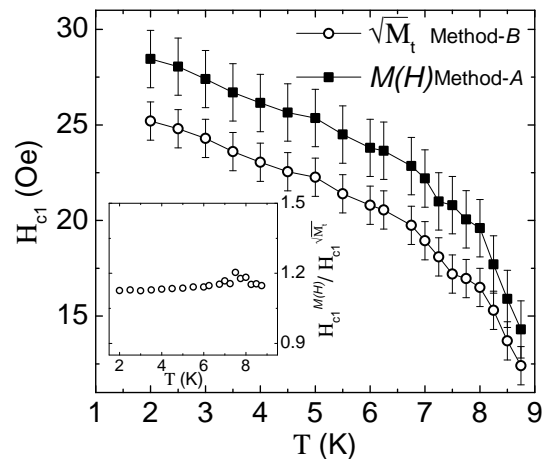 30
√M_t Method-B
M(H) Method-A
25
H_c1 (Oe)
20
15
1.5
1.2
0.9
H_c1^M(H) / H_c1^√M_t
2 4 6 8
T (K)
1 2 3 4 5 6 7 8 9
T (K)